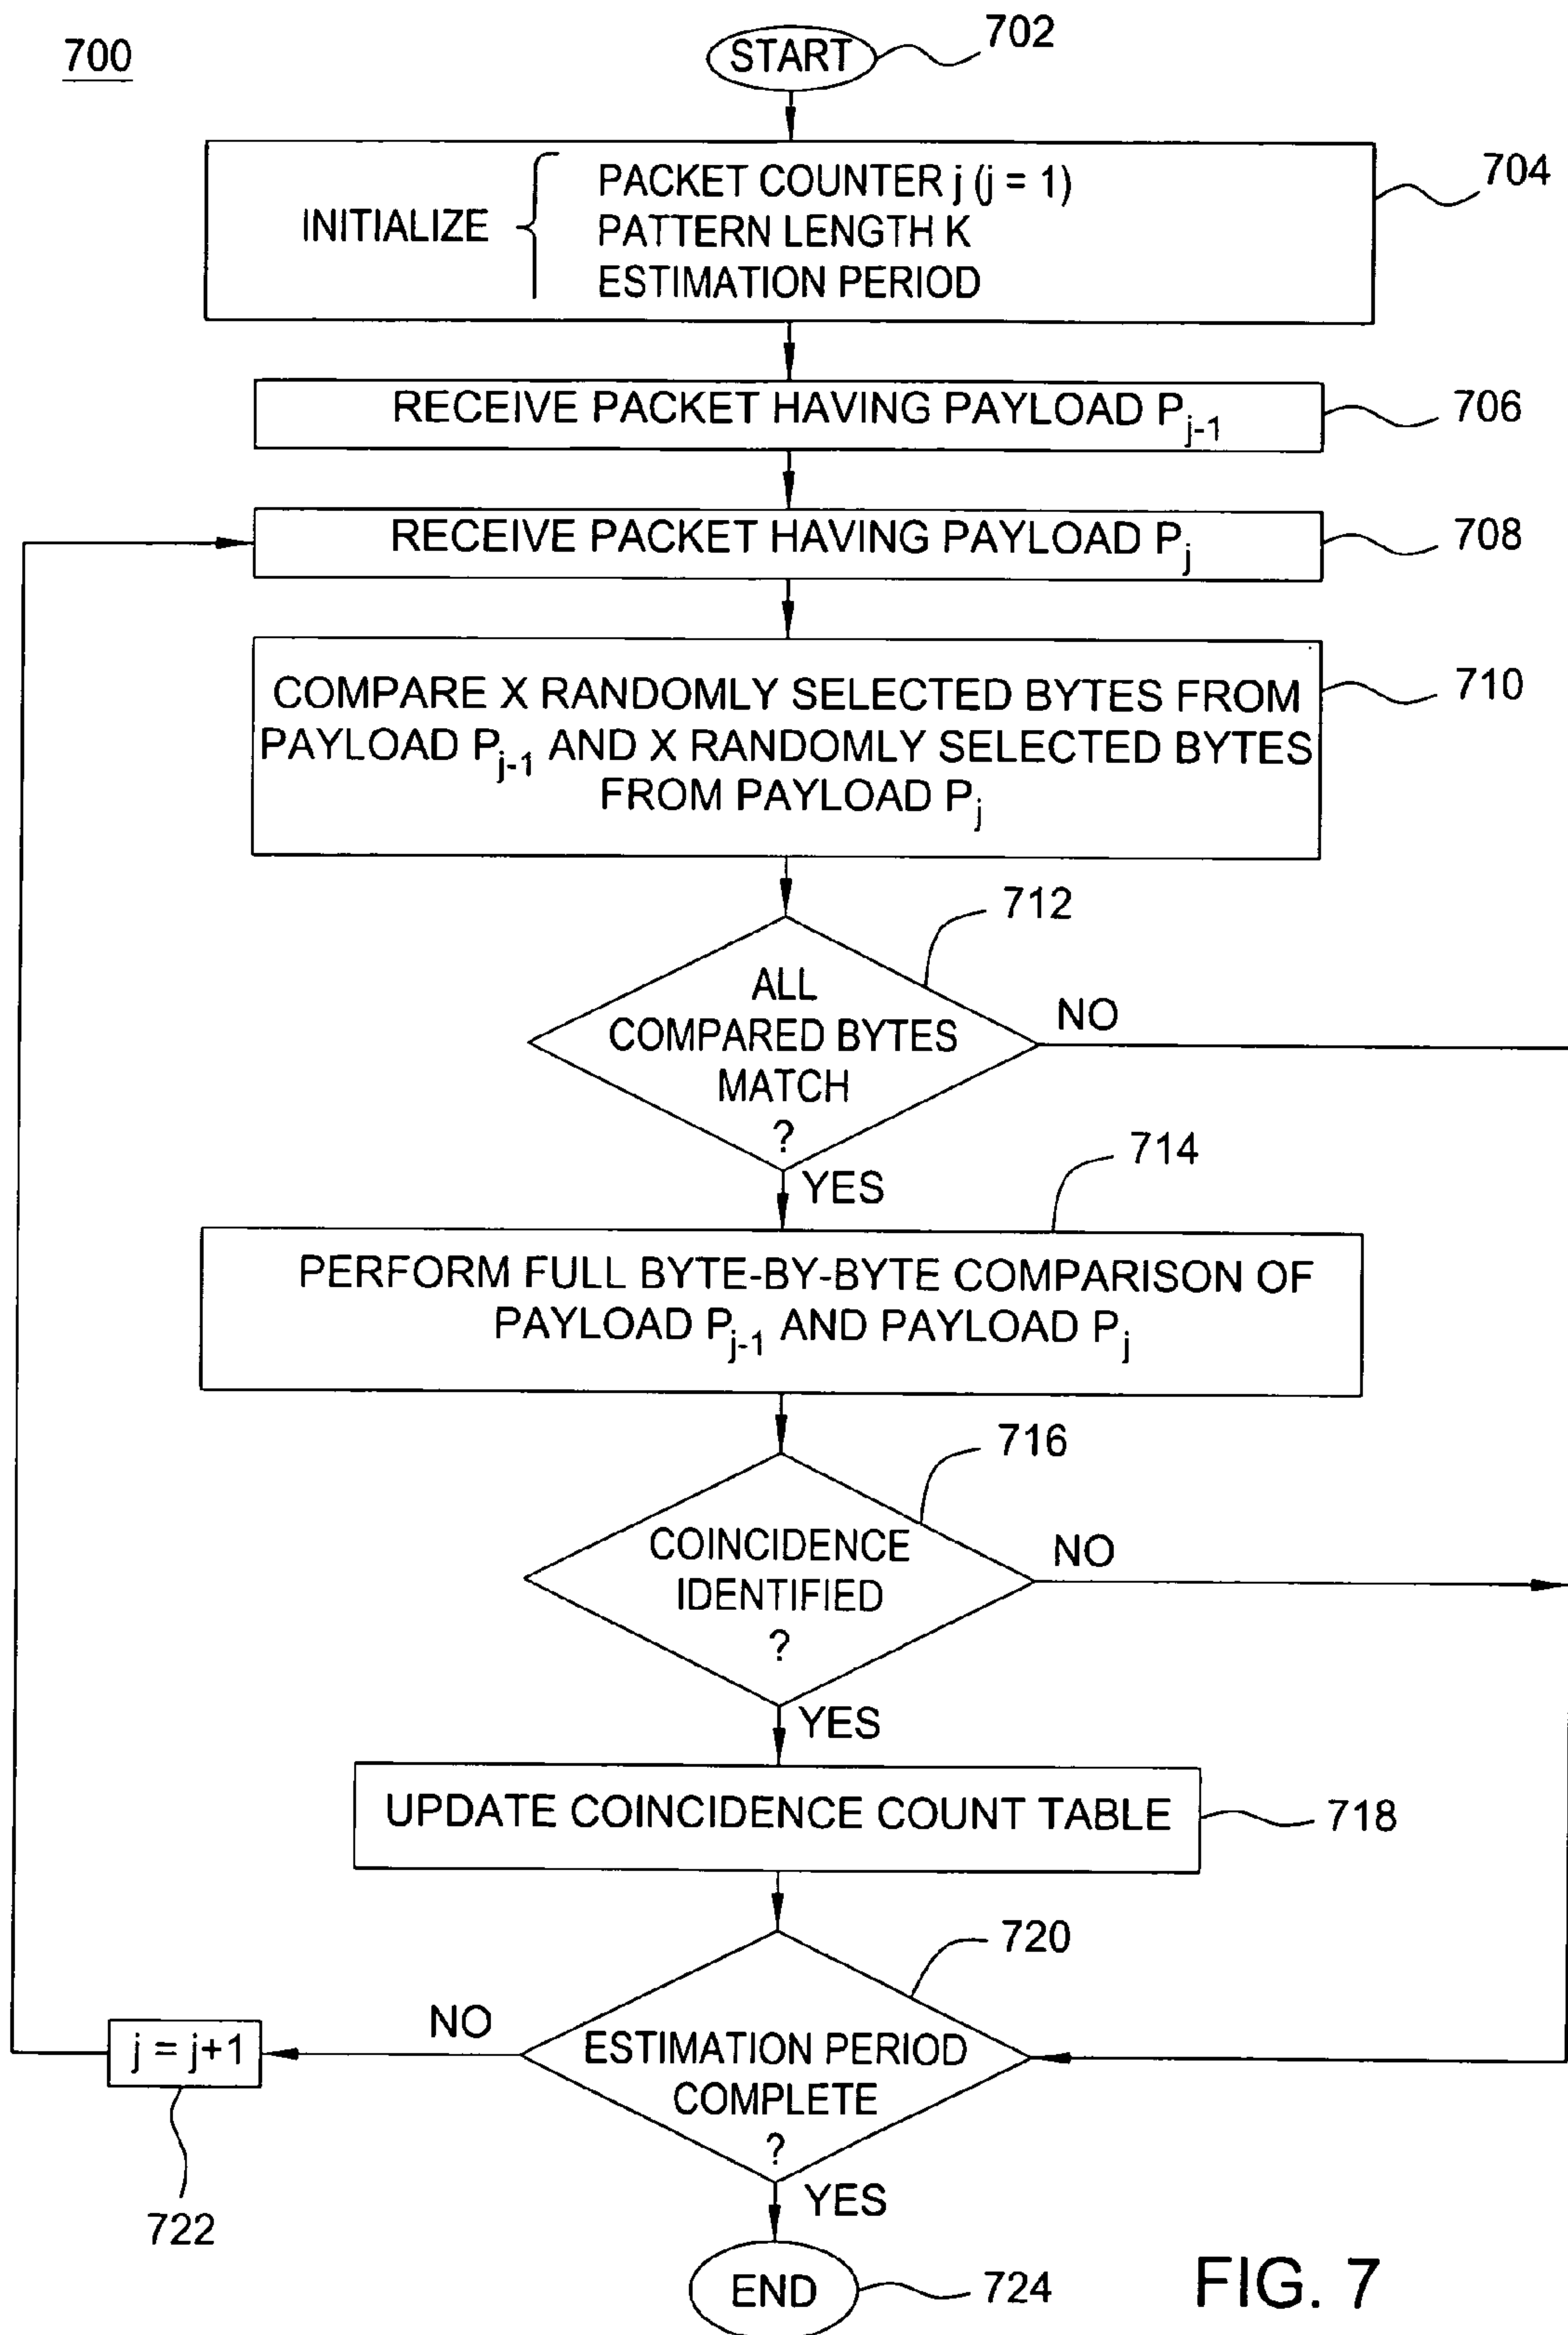 700
START
702
INITIALIZE
PACKET COUNTER j (j = 1)
PATTERN LENGTH K
ESTIMATION PERIOD
704
RECEIVE PACKET HAVING PAYLOAD Pj-1
706
RECEIVE PACKET HAVING PAYLOAD Pj
708
COMPARE X RANDOMLY SELECTED BYTES FROM
PAYLOAD Pj-1 AND X RANDOMLY SELECTED BYTES
FROM PAYLOAD Pj
710
712
ALL
COMPARED BYTES
MATCH
?
NO
YES
714
PERFORM FULL BYTE-BY-BYTE COMPARISON OF
PAYLOAD Pj-1 AND PAYLOAD Pj
716
COINCIDENCE
IDENTIFIED
?
NO
YES
UPDATE COINCIDENCE COUNT TABLE
718
720
ESTIMATION PERIOD
COMPLETE
?
NO
j = j+1
722
YES
END
724
FIG. 7